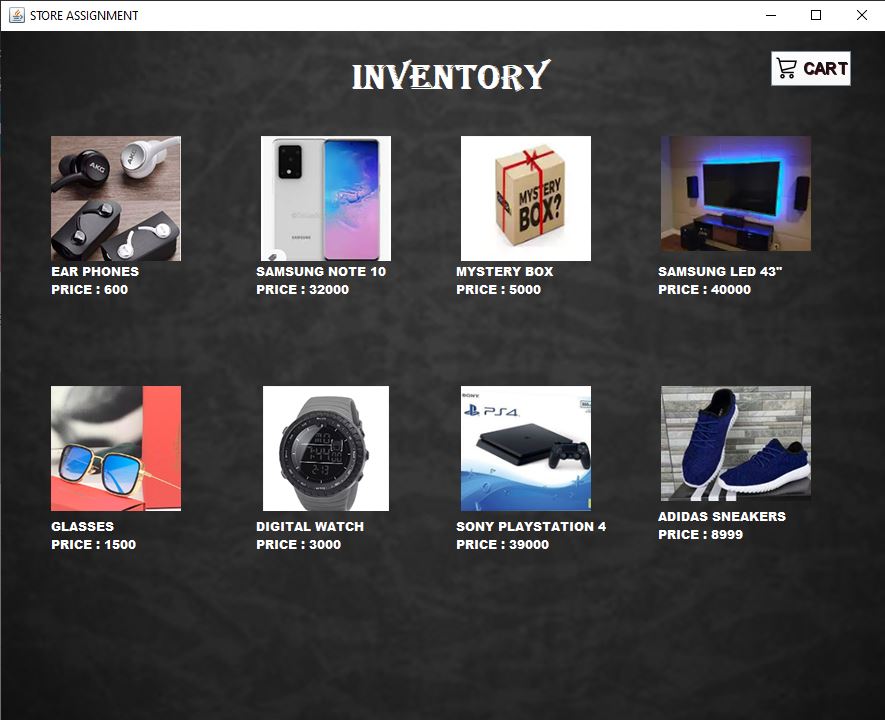 STORE ASSIGNMENT
INVENTORY
CART
AKG
AKG
SAMSUNG
MYSTERY
BOX?
EAR PHONES
PRICE : 600
SAMSUNG NOTE 10
PRICE : 32000
MYSTERY BOX
PRICE : 5000
SAMSUNG LED 43"
PRICE : 40000
SONY
PS4
GLASSES
PRICE : 1500
DIGITAL WATCH
PRICE : 3000
SONY PLAYSTATION 4
PRICE : 39000
ADIDAS SNEAKERS
PRICE : 8999